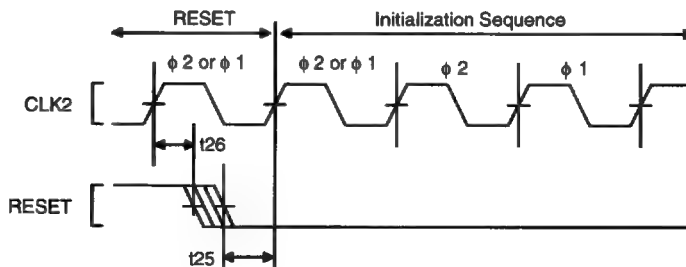 RESET
Initialization Sequence
ϕ 2 or ϕ 1
ϕ 2 or ϕ 1
ϕ 2
ϕ 1
CLK2
t26
RESET
t25